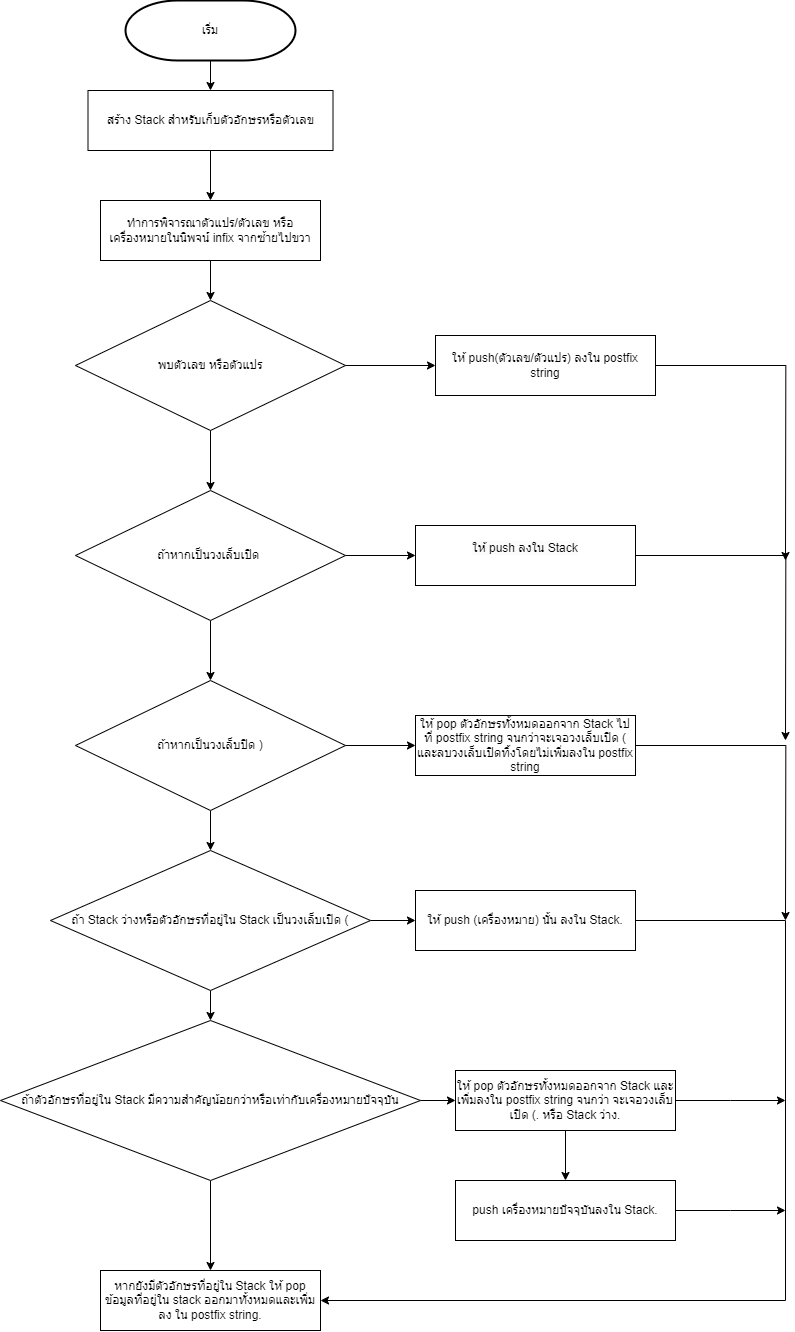 เริ่ม
สร้าง Stack สำหรับเก็บตัวอักษรหรือตัวเลข
ทำการพิจารณาตัวแปร/ตัวเลข หรือ
เครื่องหมายในนิพจน์ infix จากซ้ายไปขวา
พบตัวเลข หรือตัวแปร
ให้ push(ตัวเลข/ตัวแปร) ลงใน postfix
string
ถ้าหากเป็นวงเล็บเปิด
ให้ push ลงใน Stack
ถ้าหากเป็นวงเล็บปิด )
ให้ pop ตัวอักษรทั้งหมดออกจาก Stack ไป
ที่ postfix string จนกว่าจะเจอวงเล็บเปิด (
และลบวงเล็บเปิดทิ้งโดยไม่เพิ่มลงใน postfix
string
ถ้า Stack ว่างหรือตัวอักษรที่อยู่ใน Stack เป็นวงเล็บเปิด (
ให้ push (เครื่องหมาย) นั้น ลงใน Stack.
ถ้าตัวอักษรที่อยู่ใน Stack มีความสำคัญน้อยกว่าหรือเท่ากับเครื่องหมายปัจจุบัน
ให้ pop ตัวอักษรทั้งหมดออกจาก Stack และ
เพิ่มลงใน postfix string จนกว่า จะเจอวงเล็บ
เปิด (. หรือ Stack ว่าง.
push เครื่องหมายปัจจุบันลงใน Stack.
หากยังมีตัวอักษรที่อยู่ใน Stack ให้ pop
ข้อมูลที่อยู่ใน stack ออกมาทั้งหมดและเพิ่ม
ลง ใน postfix string.